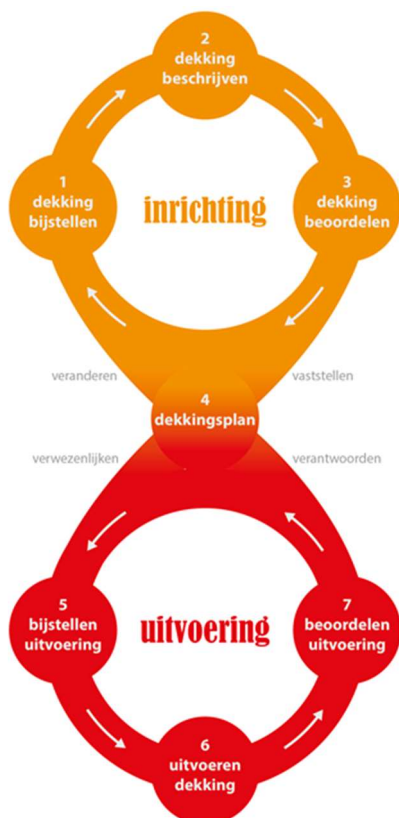 2
dekking
beschrijven
1
dekking
bijstellen
inrichting
3
dekking
beoordelen
veranderen
vaststellen
4
dekkingsplan
verwezenlijken
verantwoorden
5
bijstellen
uitvoering
uitvoering
7
beoordelen
uitvoering
6
uitvoeren
dekking